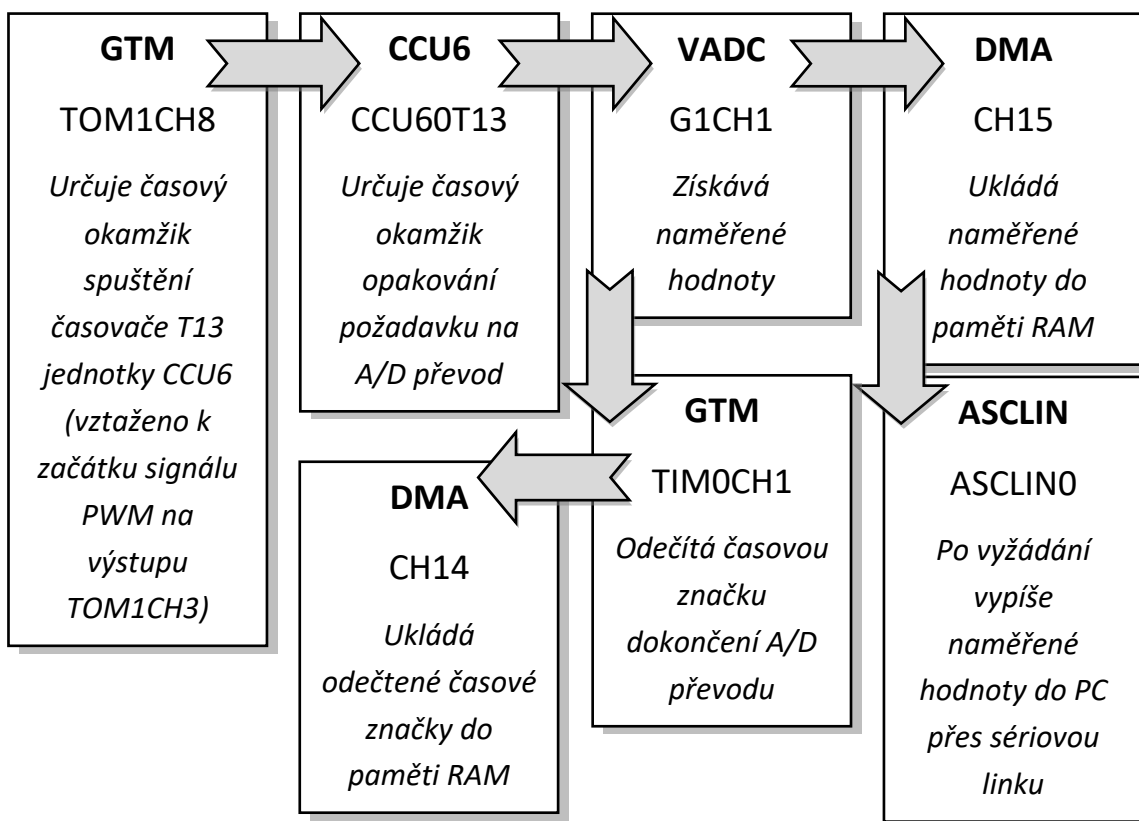 GTM
TOM1CH8
Určuje časový
okamžik
spuštění
časovače T13
jednotky CCU6
(vztaženo k
začátku signálu
PWM na
výstupu
TOM1CH3)
CCU6
CCU60T13
Určuje časový
okamžik
opakování
požadavku na
A/D převod
VADC
G1CH1
Získává
naměřené
hodnoty
DMA
CH15
Ukládá
naměřené
hodnoty do
paměti RAM
DMA
CH14
Ukládá
odečtené časové
značky do
paměti RAM
GTM
TIM0CH1
Odečítá časovou
značku
dokončení A/D
převodu
ASCLIN
ASCLIN0
Po vyžádání
vypíše
naměřené
hodnoty do PC
přes sériovou
linku